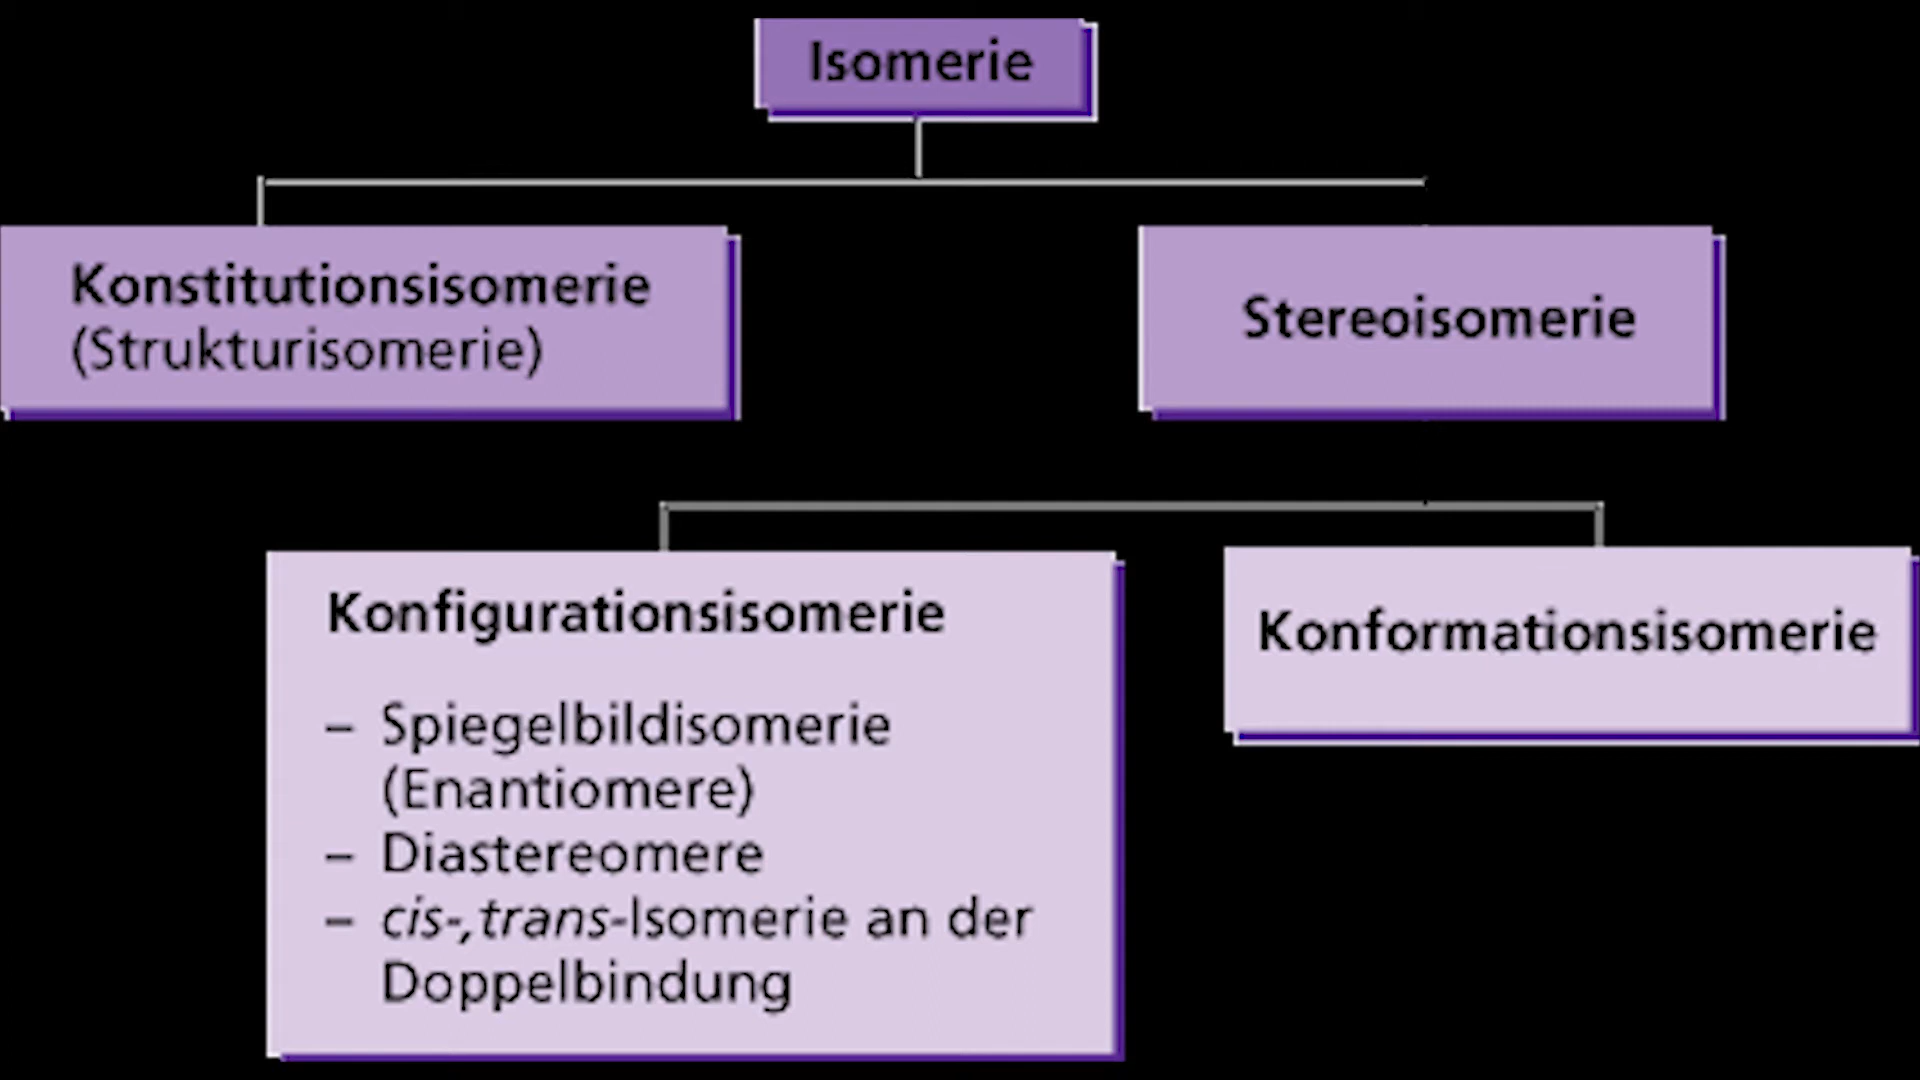 Isomerie
Konstitutionsisomerie
(Strukturisomerie)
Stereoisomerie
Konfigurationsisomerie
– Spiegelbildisomerie
(Enantiomere)
– Diastereomere
– cis-,trans-Isomerie an der
Doppelbindung
Konformationsisomerie